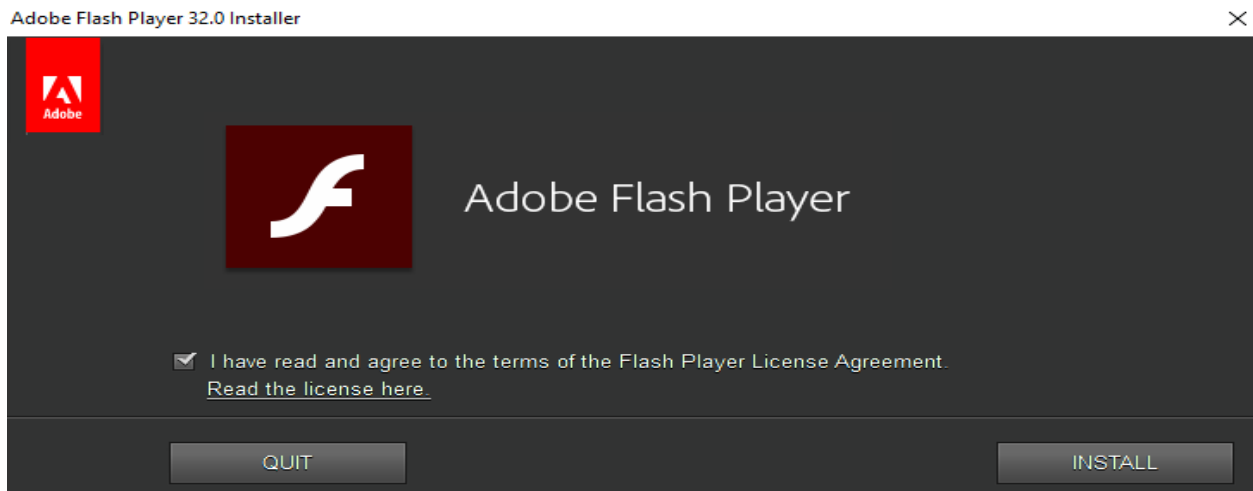 Adobe Flash Player 32.0 Installer
Adobe
Adobe Flash Player
I have read and agree to the terms of the Flash Player License Agreement.
Read the license here.
QUIT
INSTALL